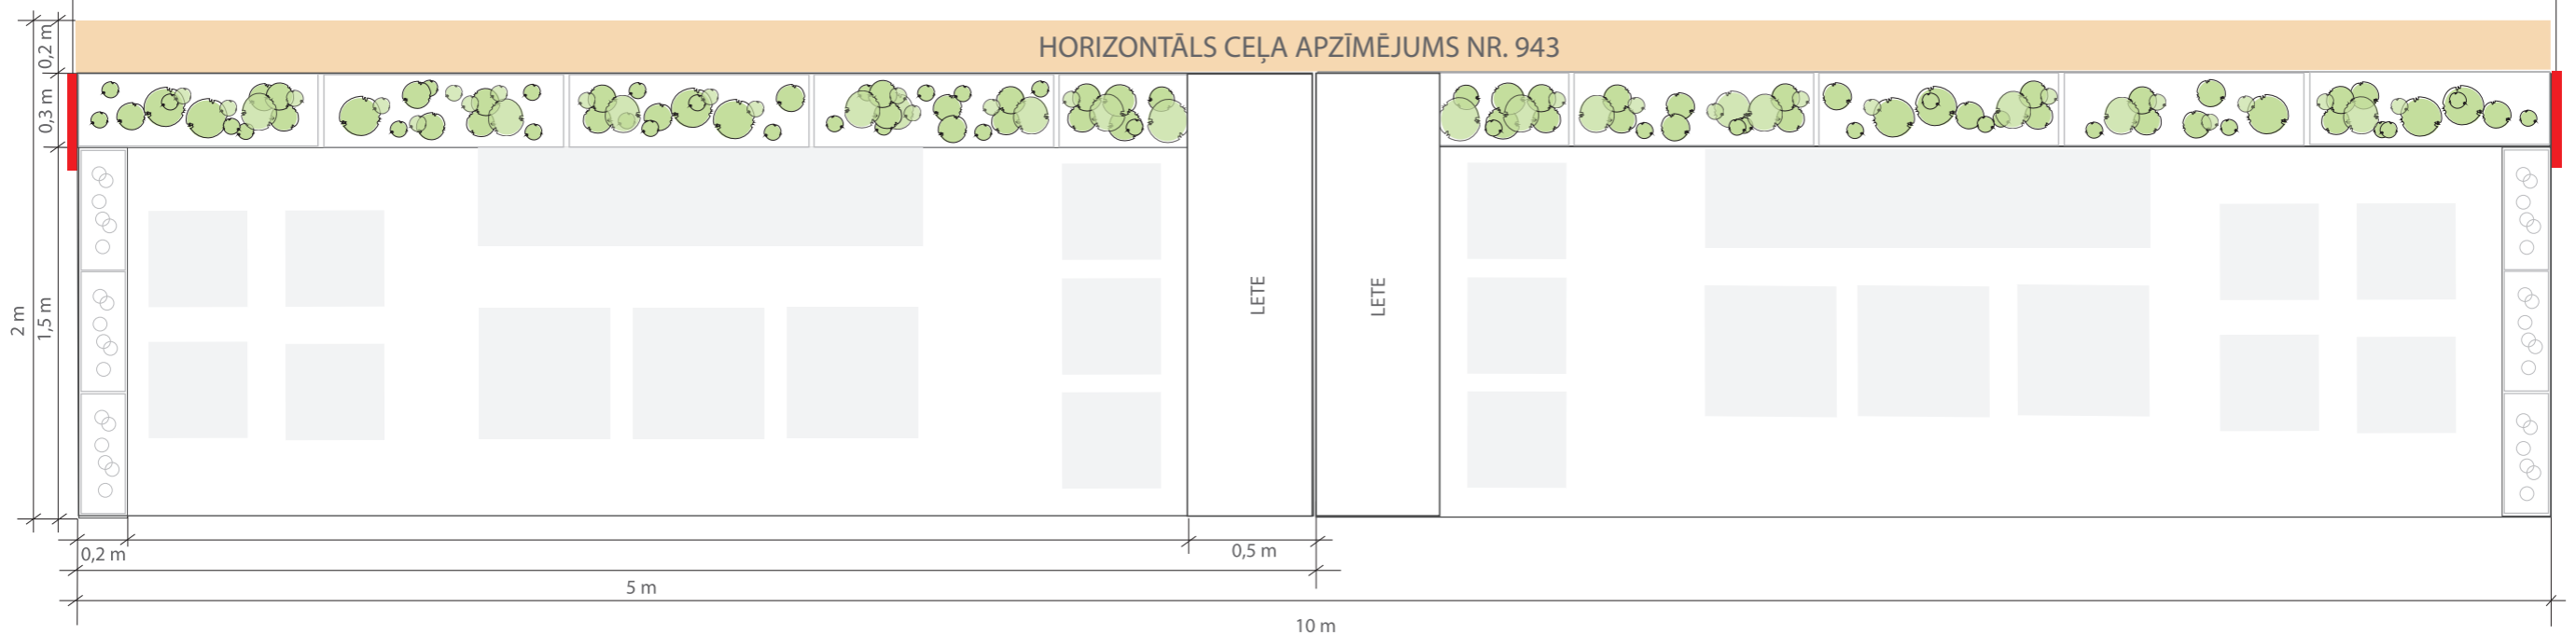 HORIZONTĀLS CEĻA APZĪMĒJUMS NR. 943
0,2 m
0,3 m
1,5 m
2 m
LETE
LETE
0,2 m
0,5 m
5 m
10 m